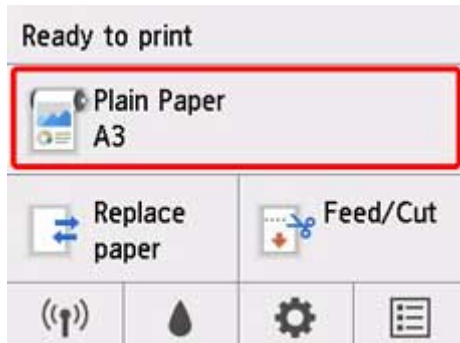 Ready to print
Plain Paper
A3
Replace
paper
Feed/Cut